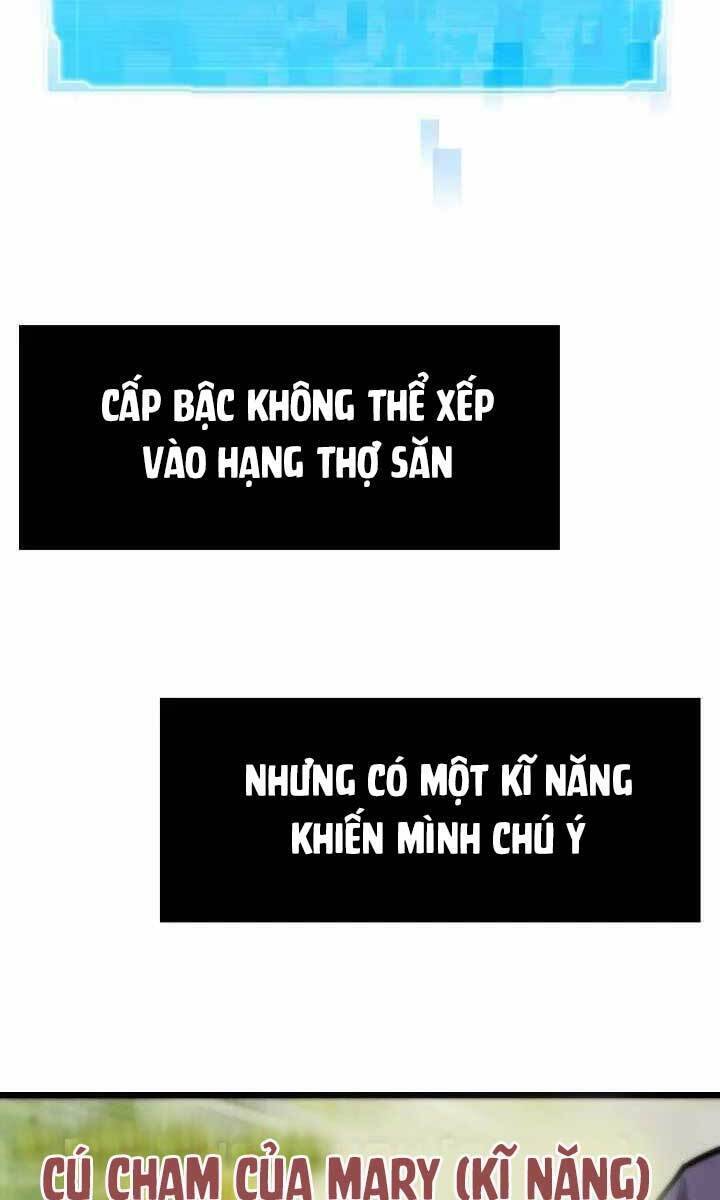 CẤP BẬC KHÔNG THỂ XẾP
VÀO HẠNG THỢ SĂN
NHƯNG CÓ MỘT KĨ NĂNG
KHIẾN MÌNH CHÚ Ý
CÚ CHẠM CỦA MARY (KĨ NĂNG)